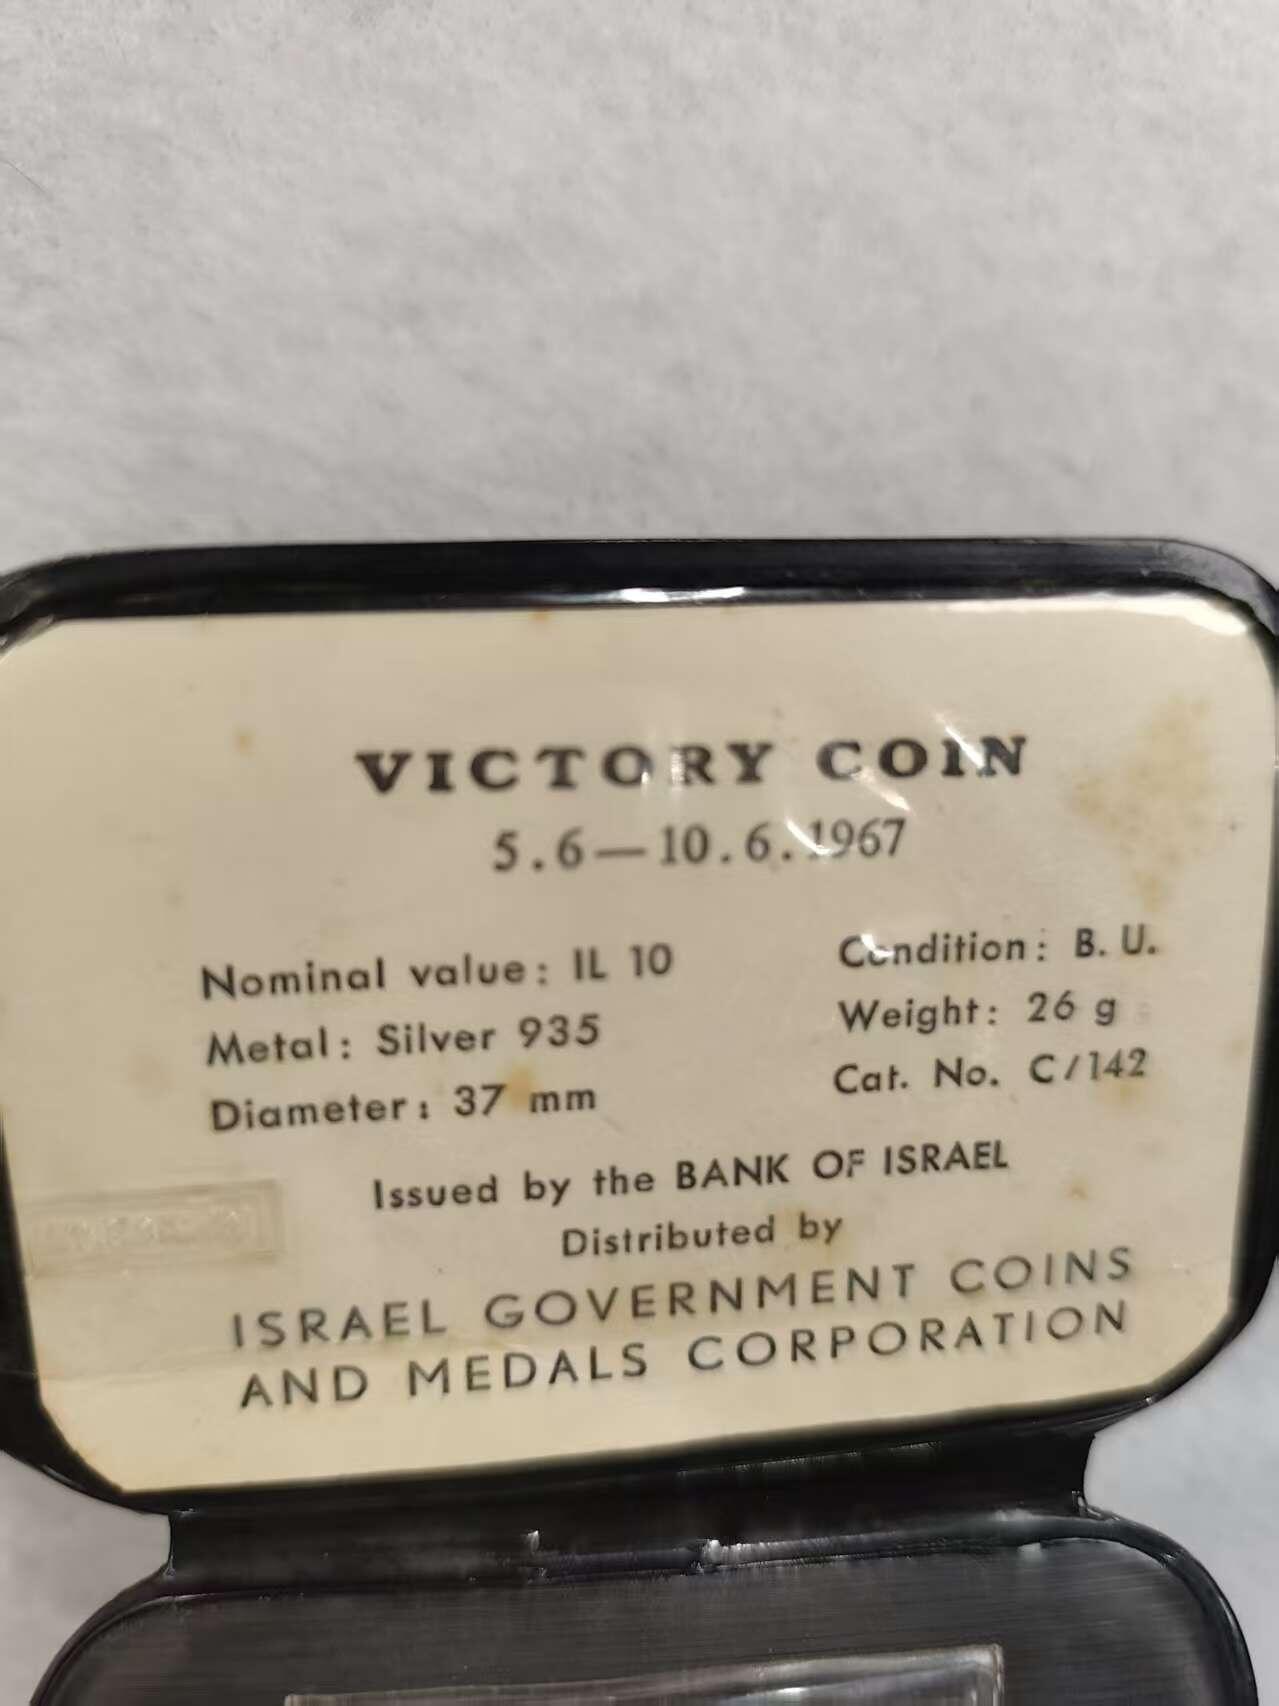 VICTORY COIN
5.6—10.6.1967
Nominal value: IL 10
Metal: Silver 935
Diameter: 37 mm
Condition: B. U.
Weight: 26 g
Cat. No. C/142
Issued by the BANK OF ISRAEL
Distributed by
ISRAEL GOVERNMENT COINS
AND MEDALS CORPORATION